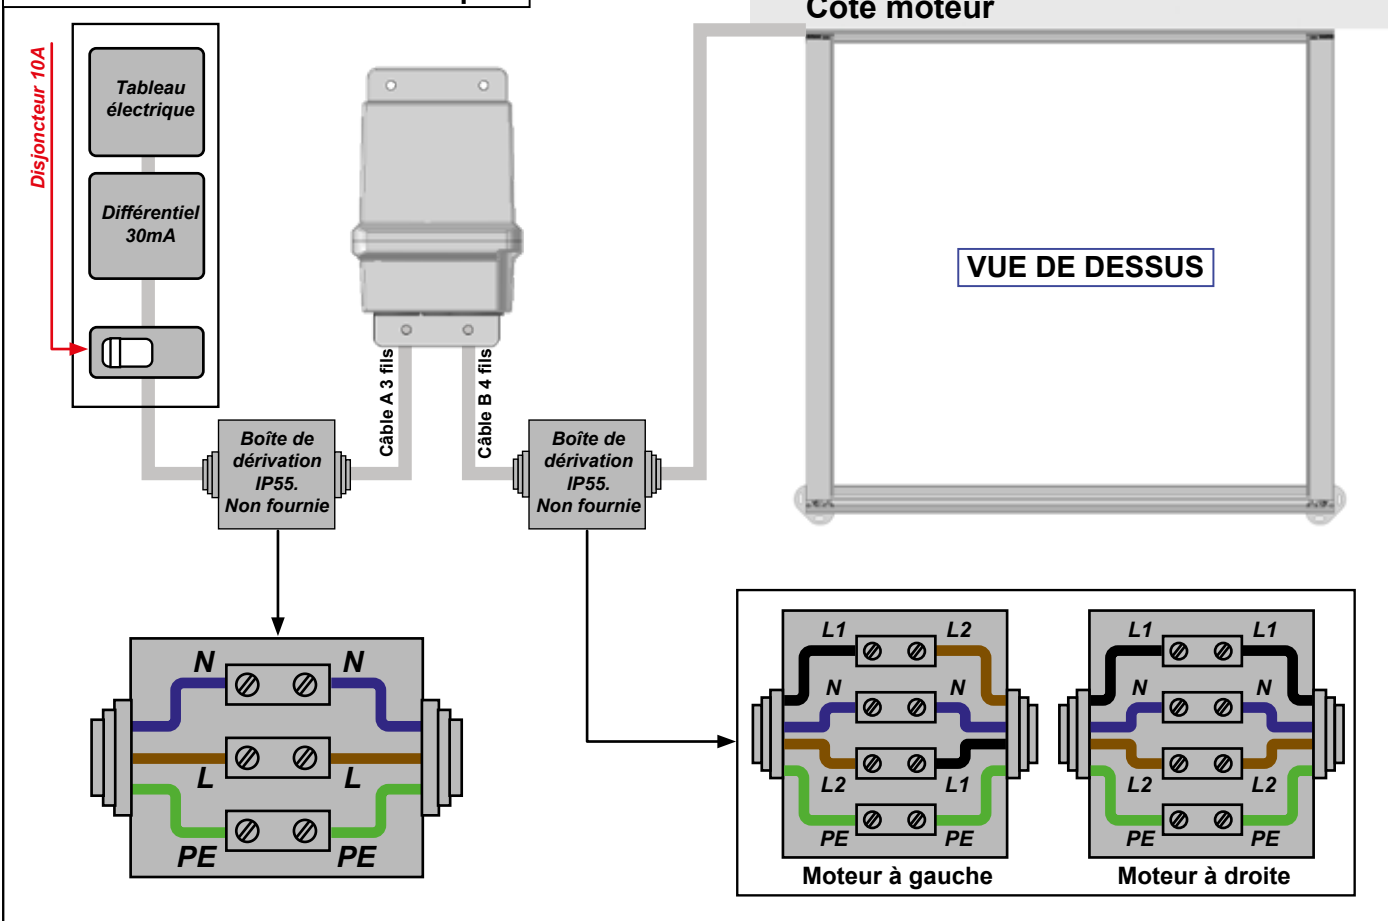 Côté moteur
Disjoncteur 10A
Tableau
électrique
Différentiel
30mA
Câble A 3 fils
Câble B 4 fils
VUE DE DESSUS
Boîte de
dérivation
IP55.
Non fournie
Boîte de
dérivation
IP55.
Non fournie
N N
L L
PE PE
L1 L2
N N
L2 L1
PE PE
Moteur à gauche
L1 L1
N N
L2 L2
PE PE
Moteur à droite